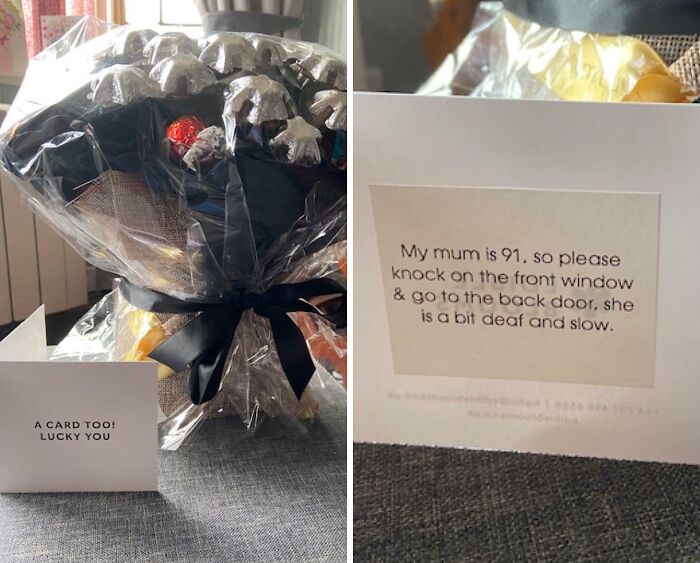 A CARD TOO!
LUCKY YOU
My mum is 91, so please
knock on the front window
& go to the back door, she
is a bit deaf and slow.